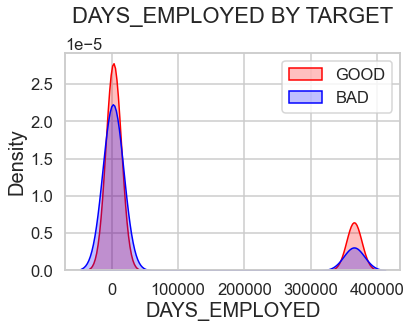 DAYS_EMPLOYED BY TARGET
1e−5
GOOD
BAD
2.5
2.0
1.5
1.0
0.5
0.0
Density
0 100000 200000 300000 400000
DAYS_EMPLOYED